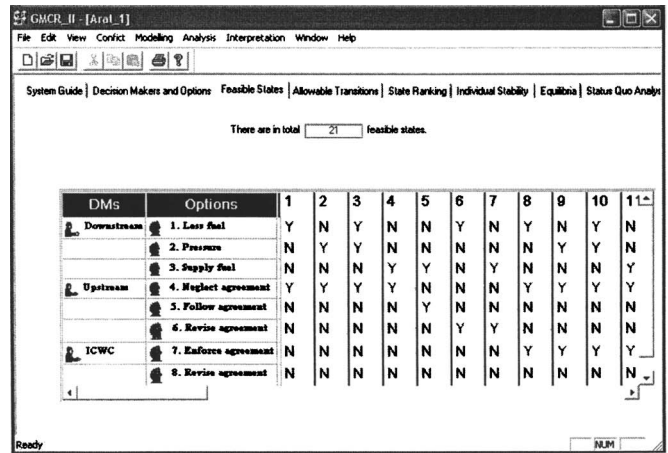 GMCR_II - [Aral_1]
File Edit View Confict Modelling Analysis Interpretation Window Help
System Guide Decision Makers and Options Feasible States Allowable Transitions State Ranking Individual Stability Equilibria Status Quo Analys
There are in total 21 feasible states.
DMs Options 1 2 3 4 5 6 7 8 9 10 11
Downstream 1. Less fuel Y N Y N N Y N Y N Y N
2. Pressure N Y Y N N N N N Y Y N
3. Supply fuel N N N Y Y N Y N N N Y
Upstream 4. Neglect agreement Y Y Y Y N N N Y Y Y Y
5. Follow agreement N N N N Y N N N N N N
6. Revise agreement N N N N N Y Y N N N N
ICWC 7. Enforce agreement N N N N N N N Y Y Y Y
8. Revise agreement N N N N N N N N N N N
Ready NUM